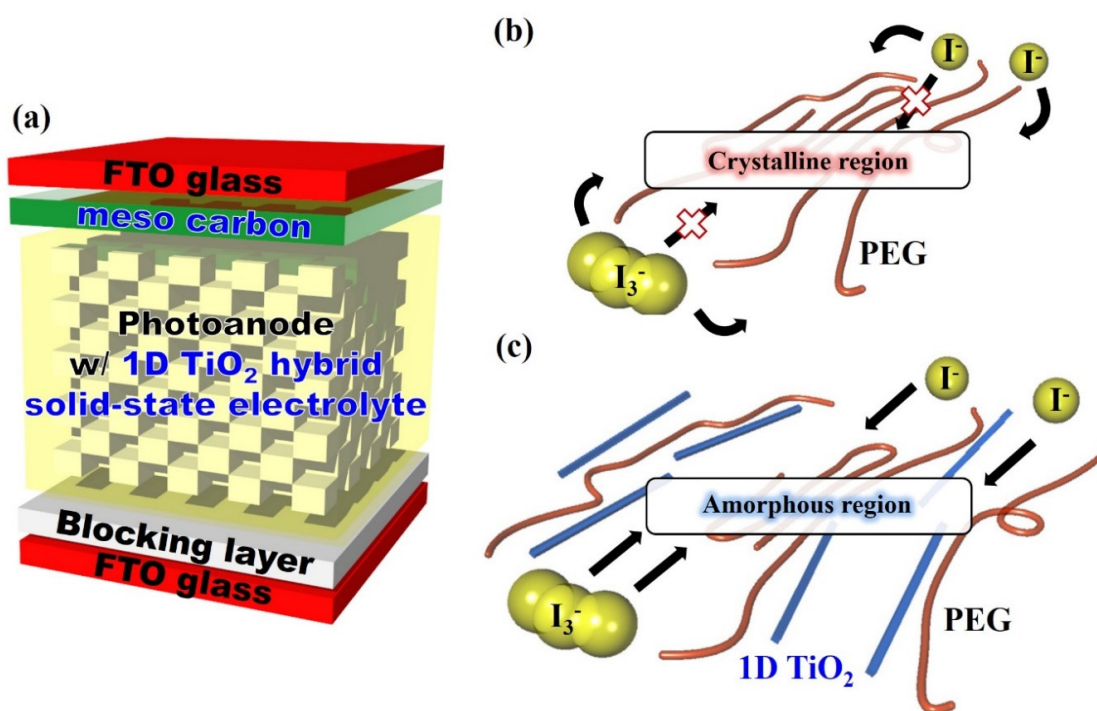 (a)
FTO glass
meso carbon
Photoanode
w/ 1D TiO₂ hybrid
solid-state electrolyte
Blocking layer
FTO glass
(b)
I⁻
I⁻
Crystalline region
I₃⁻
PEG
(c)
I⁻
I⁻
Amorphous region
I₃⁻
PEG
1D TiO₂